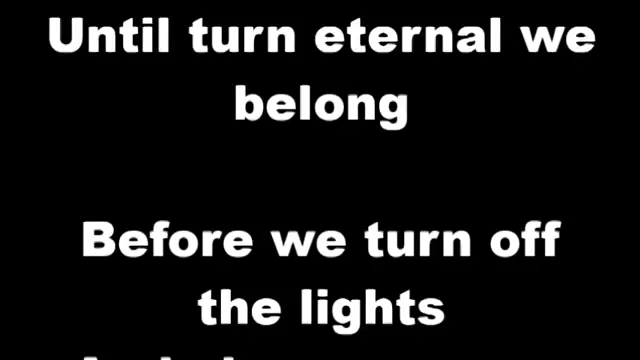 Until turn eternal we
belong
Before we turn off
the lights